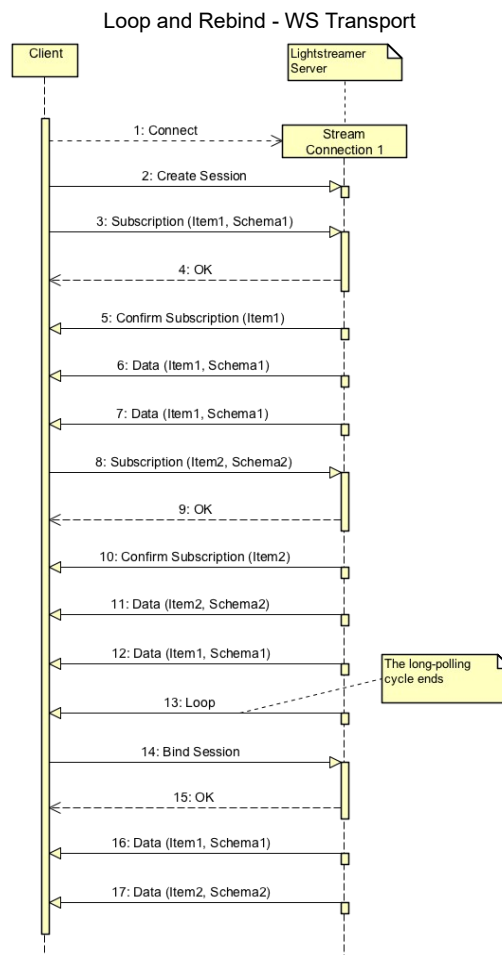 Loop and Rebind - WS Transport
Client
Lightstreamer
Server
1: Connect
Stream
Connection 1
2: Create Session
3: Subscription (Item1, Schema1)
4: OK
5: Confirm Subscription (Item1)
6: Data (Item1, Schema1)
7: Data (Item1, Schema1)
8: Subscription (Item2, Schema2)
9: OK
10: Confirm Subscription (Item2)
11: Data (Item2, Schema2)
12: Data (Item1, Schema1)
The long-polling
cycle ends
13: Loop
14: Bind Session
15: OK
16: Data (Item1, Schema1)
17: Data (Item2, Schema2)